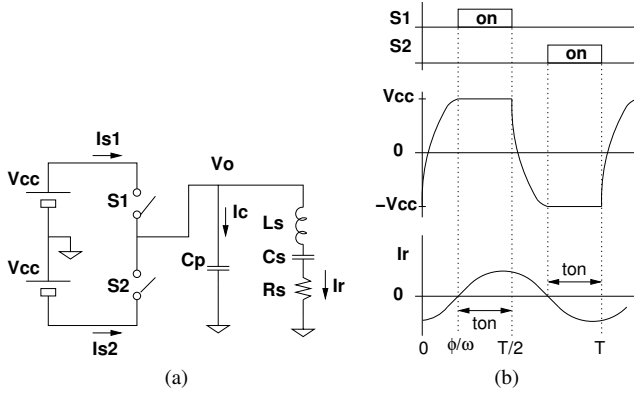 Is1
Vcc
S1
Vo
Ic
Ls
Vcc
S2
Cp
Cs
Rs
Ir
Is2
(a)
S1
on
S2
on
Vcc
0
−Vcc
Ir
ton
0
ton
0
ϕ/ω
T/2
T
(b)